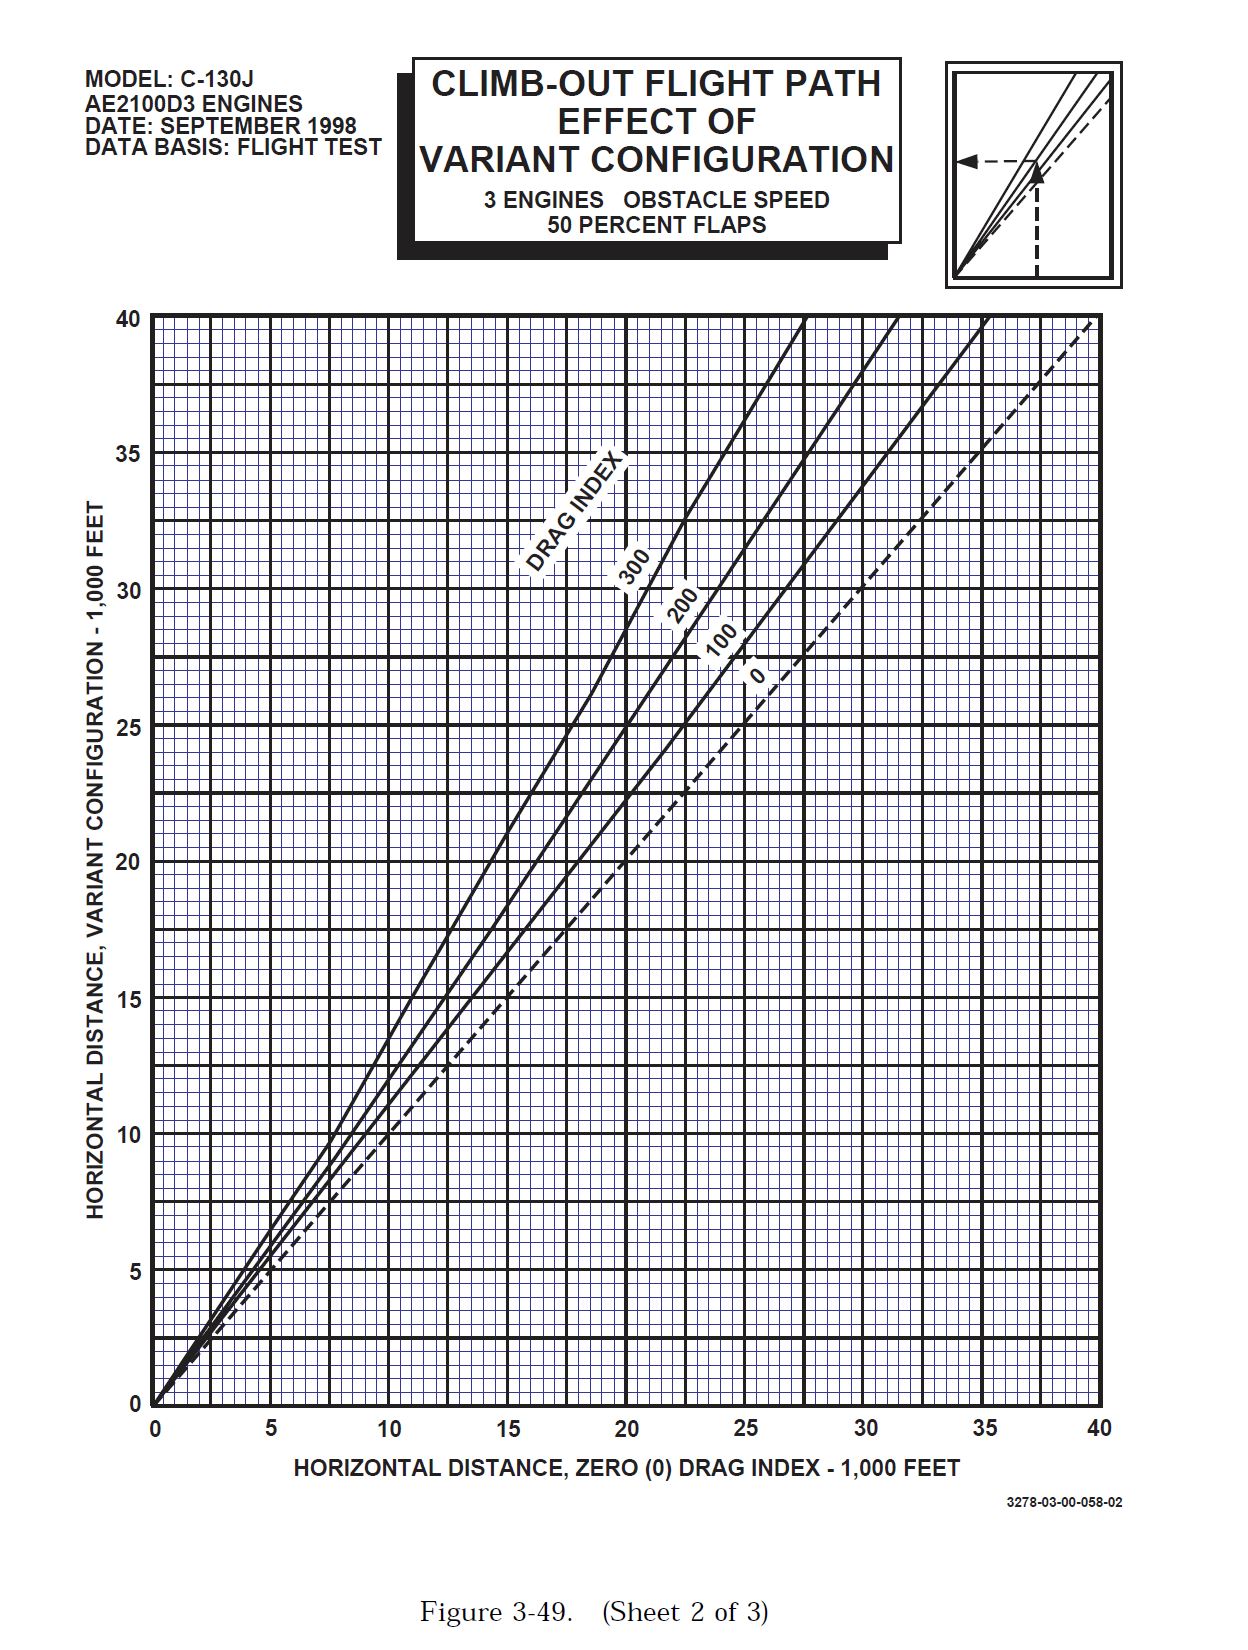 MODEL: C-130J
AE2100D3 ENGINES
DATE: SEPTEMBER 1998
DATA BASIS: FLIGHT TEST
CLIMB-OUT FLIGHT PATH
EFFECT OF
VARIANT CONFIGURATION
3 ENGINES OBSTACLE SPEED
50 PERCENT FLAPS
HORIZONTAL DISTANCE, VARIANT CONFIGURATION - 1,000 FEET
40
35
30
25
20
15
10
5
0
DRAG INDEX
300
200
100
0
0 5 10 15 20 25 30 35 40
HORIZONTAL DISTANCE, ZERO (0) DRAG INDEX - 1,000 FEET
3278-03-00-058-02
Figure 3-49. (Sheet 2 of 3)